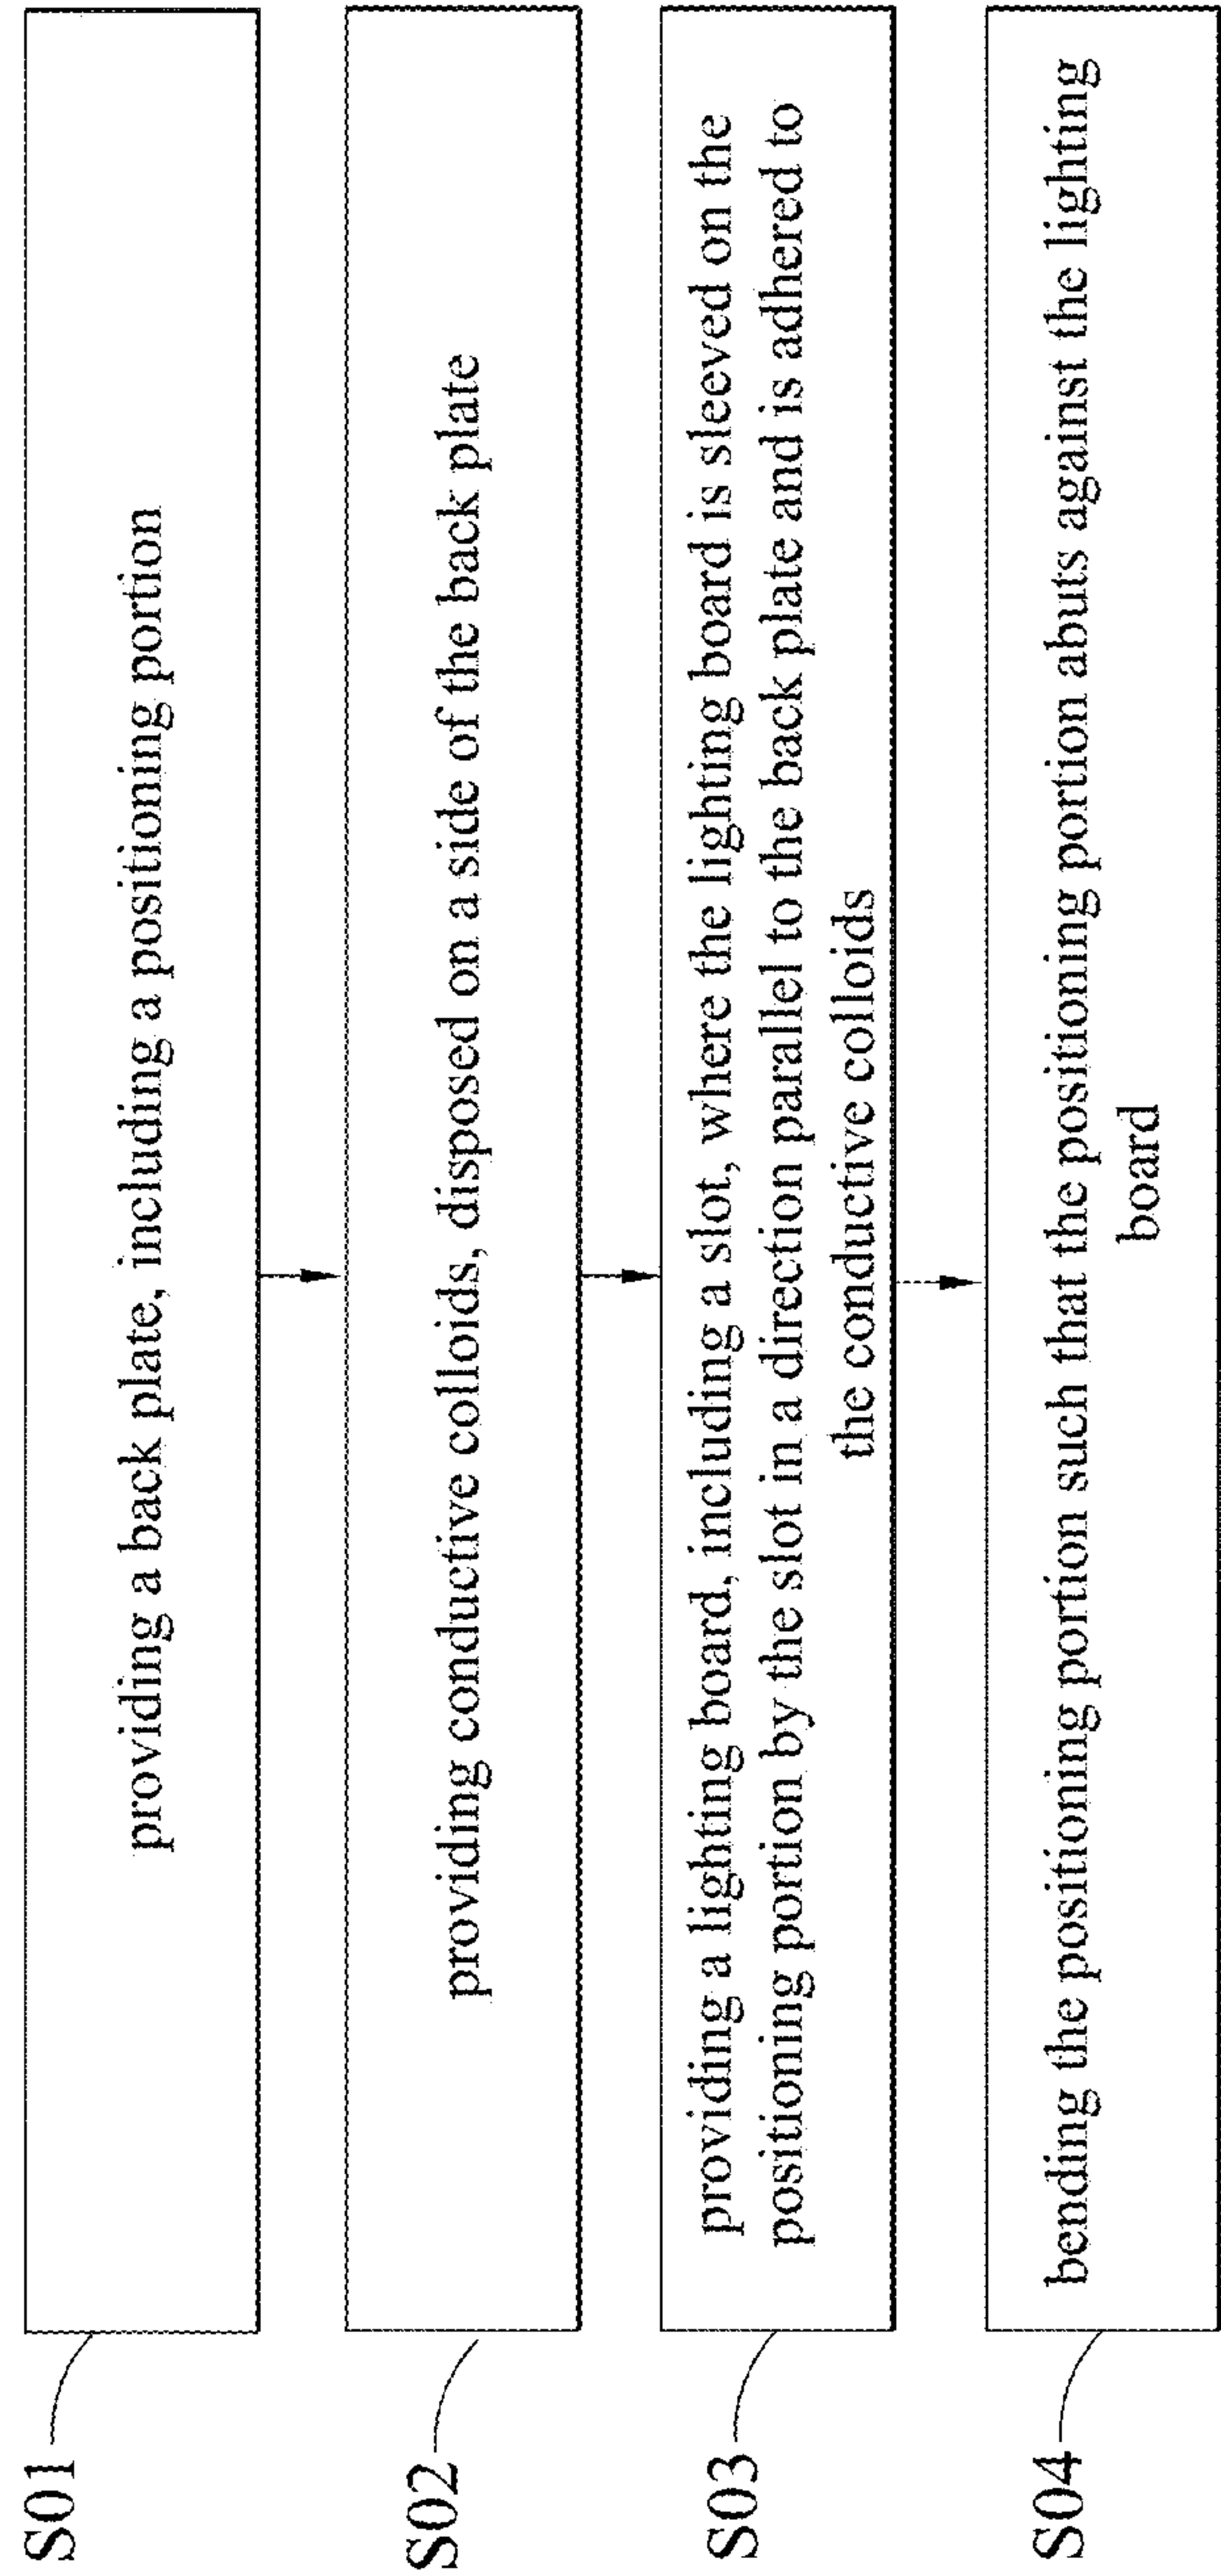 S01
providing a back plate, including a positioning portion
S02
providing conductive colloids, disposed on a side of the back plate
S03
providing a lighting board, including a slot, where the lighting board is sleeved on the
positioning portion by the slot in a direction parallel to the back plate and is adhered to
the conductive colloids
S04
bending the positioning portion such that the positioning portion abuts against the lighting
board